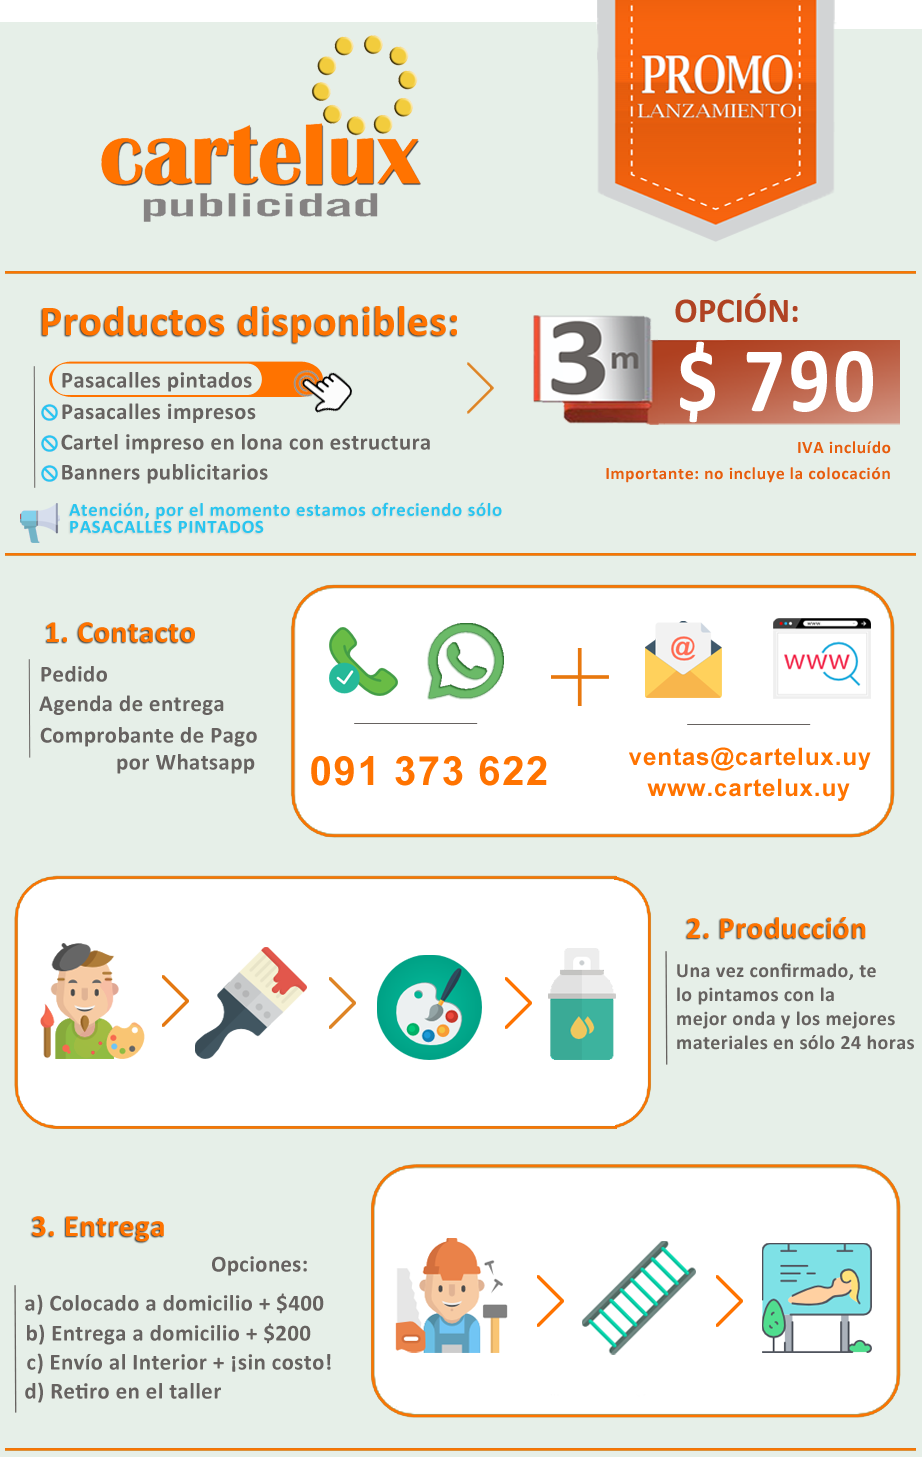 cartelux
publicidad
PROMO
LANZAMIENTO
Productos disponibles:
Pasacalles pintados
Pasacalles impresos
Cartel impreso en lona con estructura
Banners publicitarios
Atención, por el momento estamos ofreciendo sólo
PASACALLES PINTADOS
OPCIÓN:
3 m
$ 790
IVA incluído
Importante: no incluye la colocación
1. Contacto
Pedido
Agenda de entrega
Comprobante de Pago
por Whatsapp
@
www
www
091 373 622
ventas@cartelux.uy
www.cartelux.uy
2. Producción
Una vez confirmado, te
lo pintamos con la
mejor onda y los mejores
materiales en sólo 24 horas
3. Entrega
Opciones:
a) Colocado a domicilio + $400
b) Entrega a domicilio + $200
c) Envío al Interior + ¡sin costo!
d) Retiro en el taller